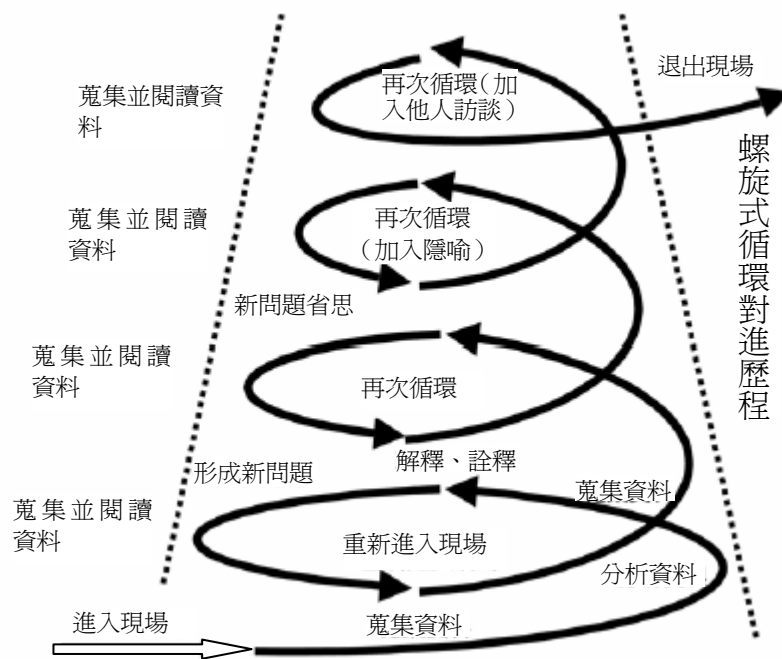 退出現場
再次循環(加
入他人訪談)
蒐集並閱讀資
料
螺旋式循環對進歷程
蒐集並閱讀
資料
再次循環
(加入隱喻)
新問題省思
蒐集並閱讀
資料
再次循環
解釋、詮釋
形成新問題
蒐集資料
蒐集並閱讀
資料
重新進入現場
分析資料
進入現場
蒐集資料